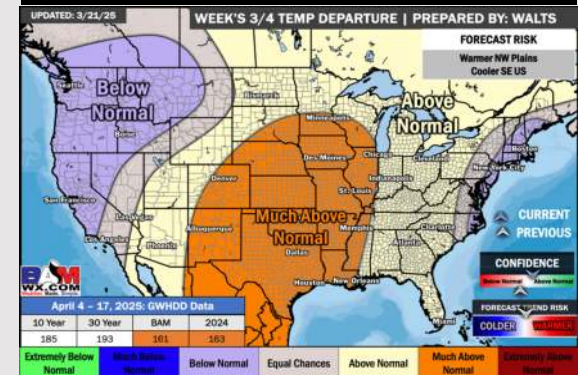 UPDATED: 3/21/25
WEEK'S 3/4 TEMP DEPARTURE | PREPARED BY: WALTS
FORECAST RISK
Warmer NW Plains
Cooler SE US
Seattle
Below
Normal
Boise
Bismarck
Minneapolis
Above
Normal
Boston
New York City
Des Moines
Chicago
Cleveland
San Francisco
Denver
Indianapolis
St. Louis
Las Vegas
Los Angeles
Phoenix
Albuquerque
Much Above
Normal
Memphis
Charlotte
Atlanta
Dallas
Houston
New Orleans
Miami
CURRENT
PREVIOUS
CONFIDENCE
Below Normal
Above Normal
FORECAST TREND RISK
COLDER
WARMER
BAM
WX.COM
April 4 – 17, 2025: GWHDD Data
10 Year 30 Year BAM 2024
185 193 161 163
Extremely Below Normal
Much Below Normal
Below Normal
Equal Chances
Above Normal
Much Above Normal
Extremely Above Normal